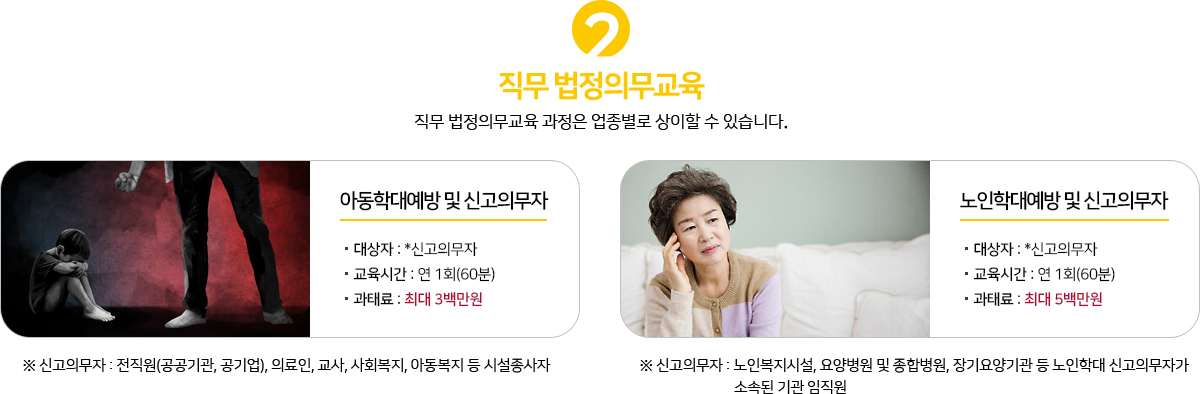 2
직무 법정의무교육
직무 법정의무교육 과정은 업종별로 상이할 수 있습니다.
아동학대예방 및 신고의무자
· 대상자 : *신고의무자
· 교육시간 : 연 1회(60분)
· 과태료 : 최대 3백만원
※ 신고의무자 : 전직원(공공기관, 공기업), 의료인, 교사, 사회복지, 아동복지 등 시설종사자
노인학대예방 및 신고의무자
· 대상자 : *신고의무자
· 교육시간 : 연 1회(60분)
· 과태료 : 최대 5백만원
※ 신고의무자 : 노인복지시설, 요양병원 및 종합병원, 장기요양기관 등 노인학대 신고의무자가
소속된 기관 임직원